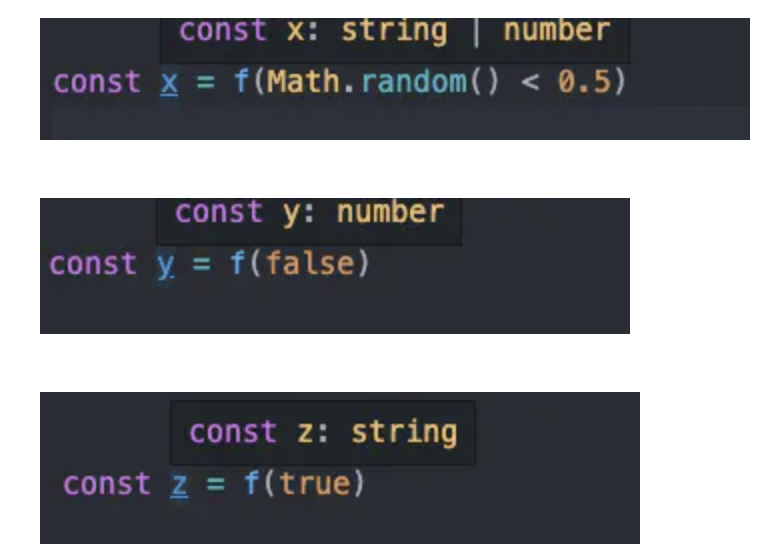 const x: string | number
const x = f(Math.random() < 0.5)
const y: number
const y = f(false)
const z: string
const z = f(true)